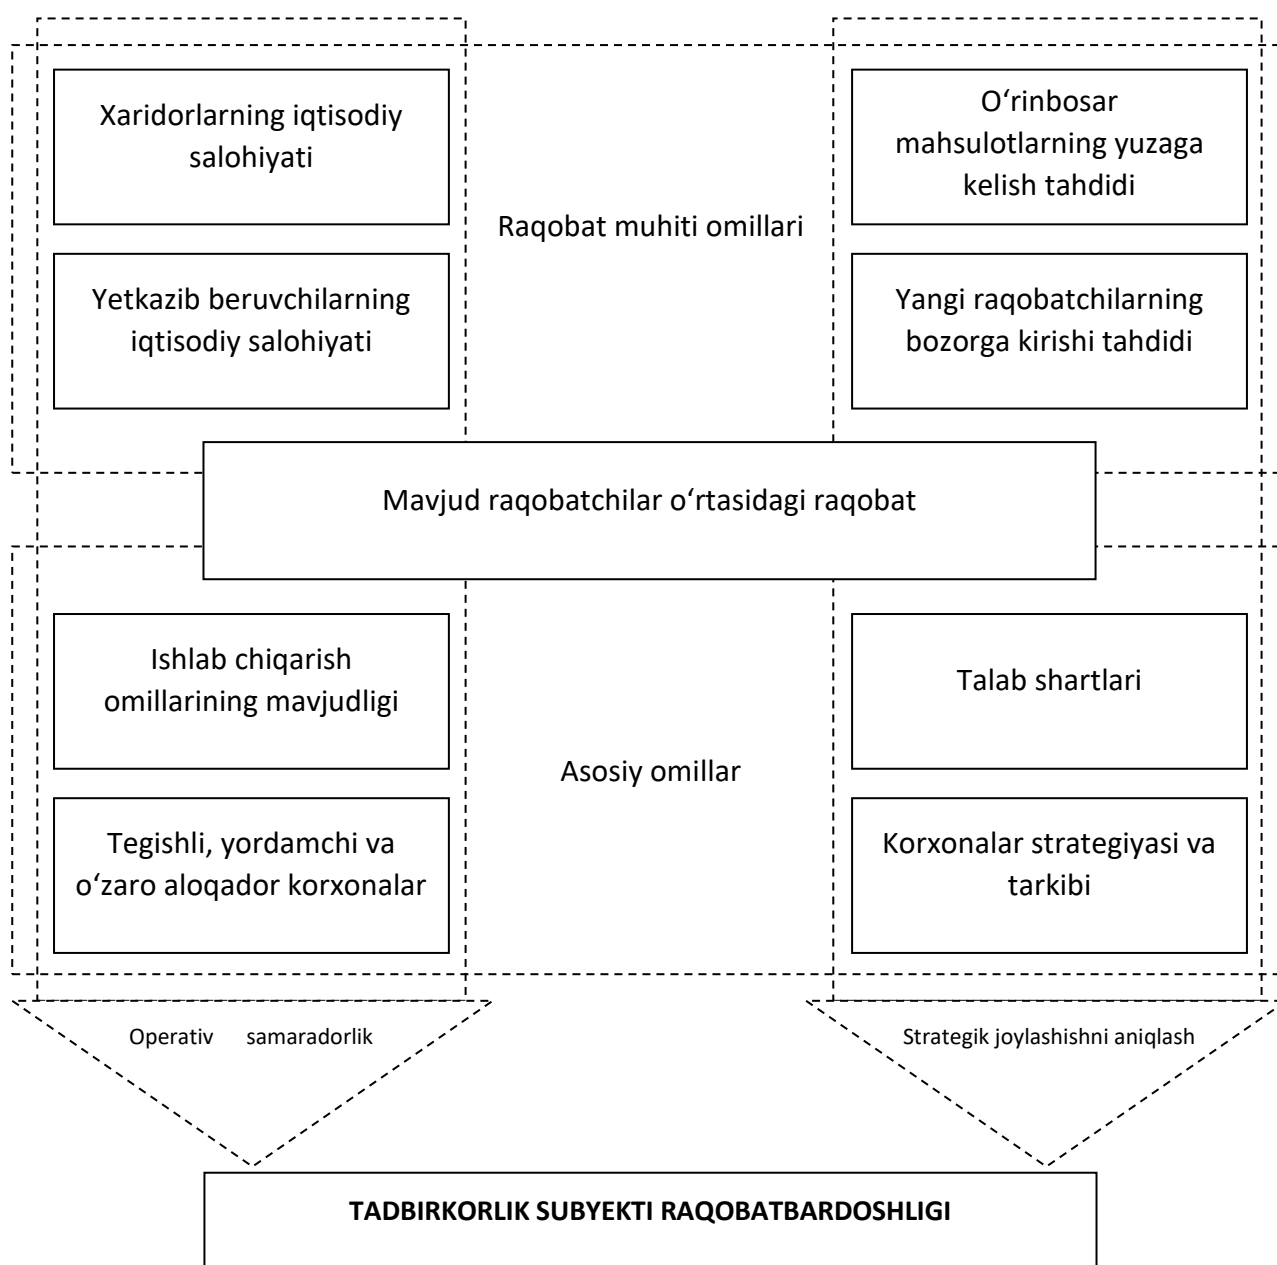 Xaridorlarning iqtisodiy
salohiyati
O‘rinbosar
mahsulotlarning yuzaga
kelish tahdidi
Raqobat muhiti omillari
Yetkazib beruvchilarning
iqtisodiy salohiyati
Yangi raqobatchilarning
bozorga kirishi tahdidi
Mavjud raqobatchilar o‘rtasidagi raqobat
Ishlab chiqarish
omillarining mavjudligi
Talab shartlari
Asosiy omillar
Tegishli, yordamchi va
o‘zaro aloqador korxonalar
Korxonalar strategiyasi va
tarkibi
Operativ samaradorlik
Strategik joylashishni aniqlash
TADBIRKORLIK SUBYEKTI RAQOBATBARDOSHLIGI